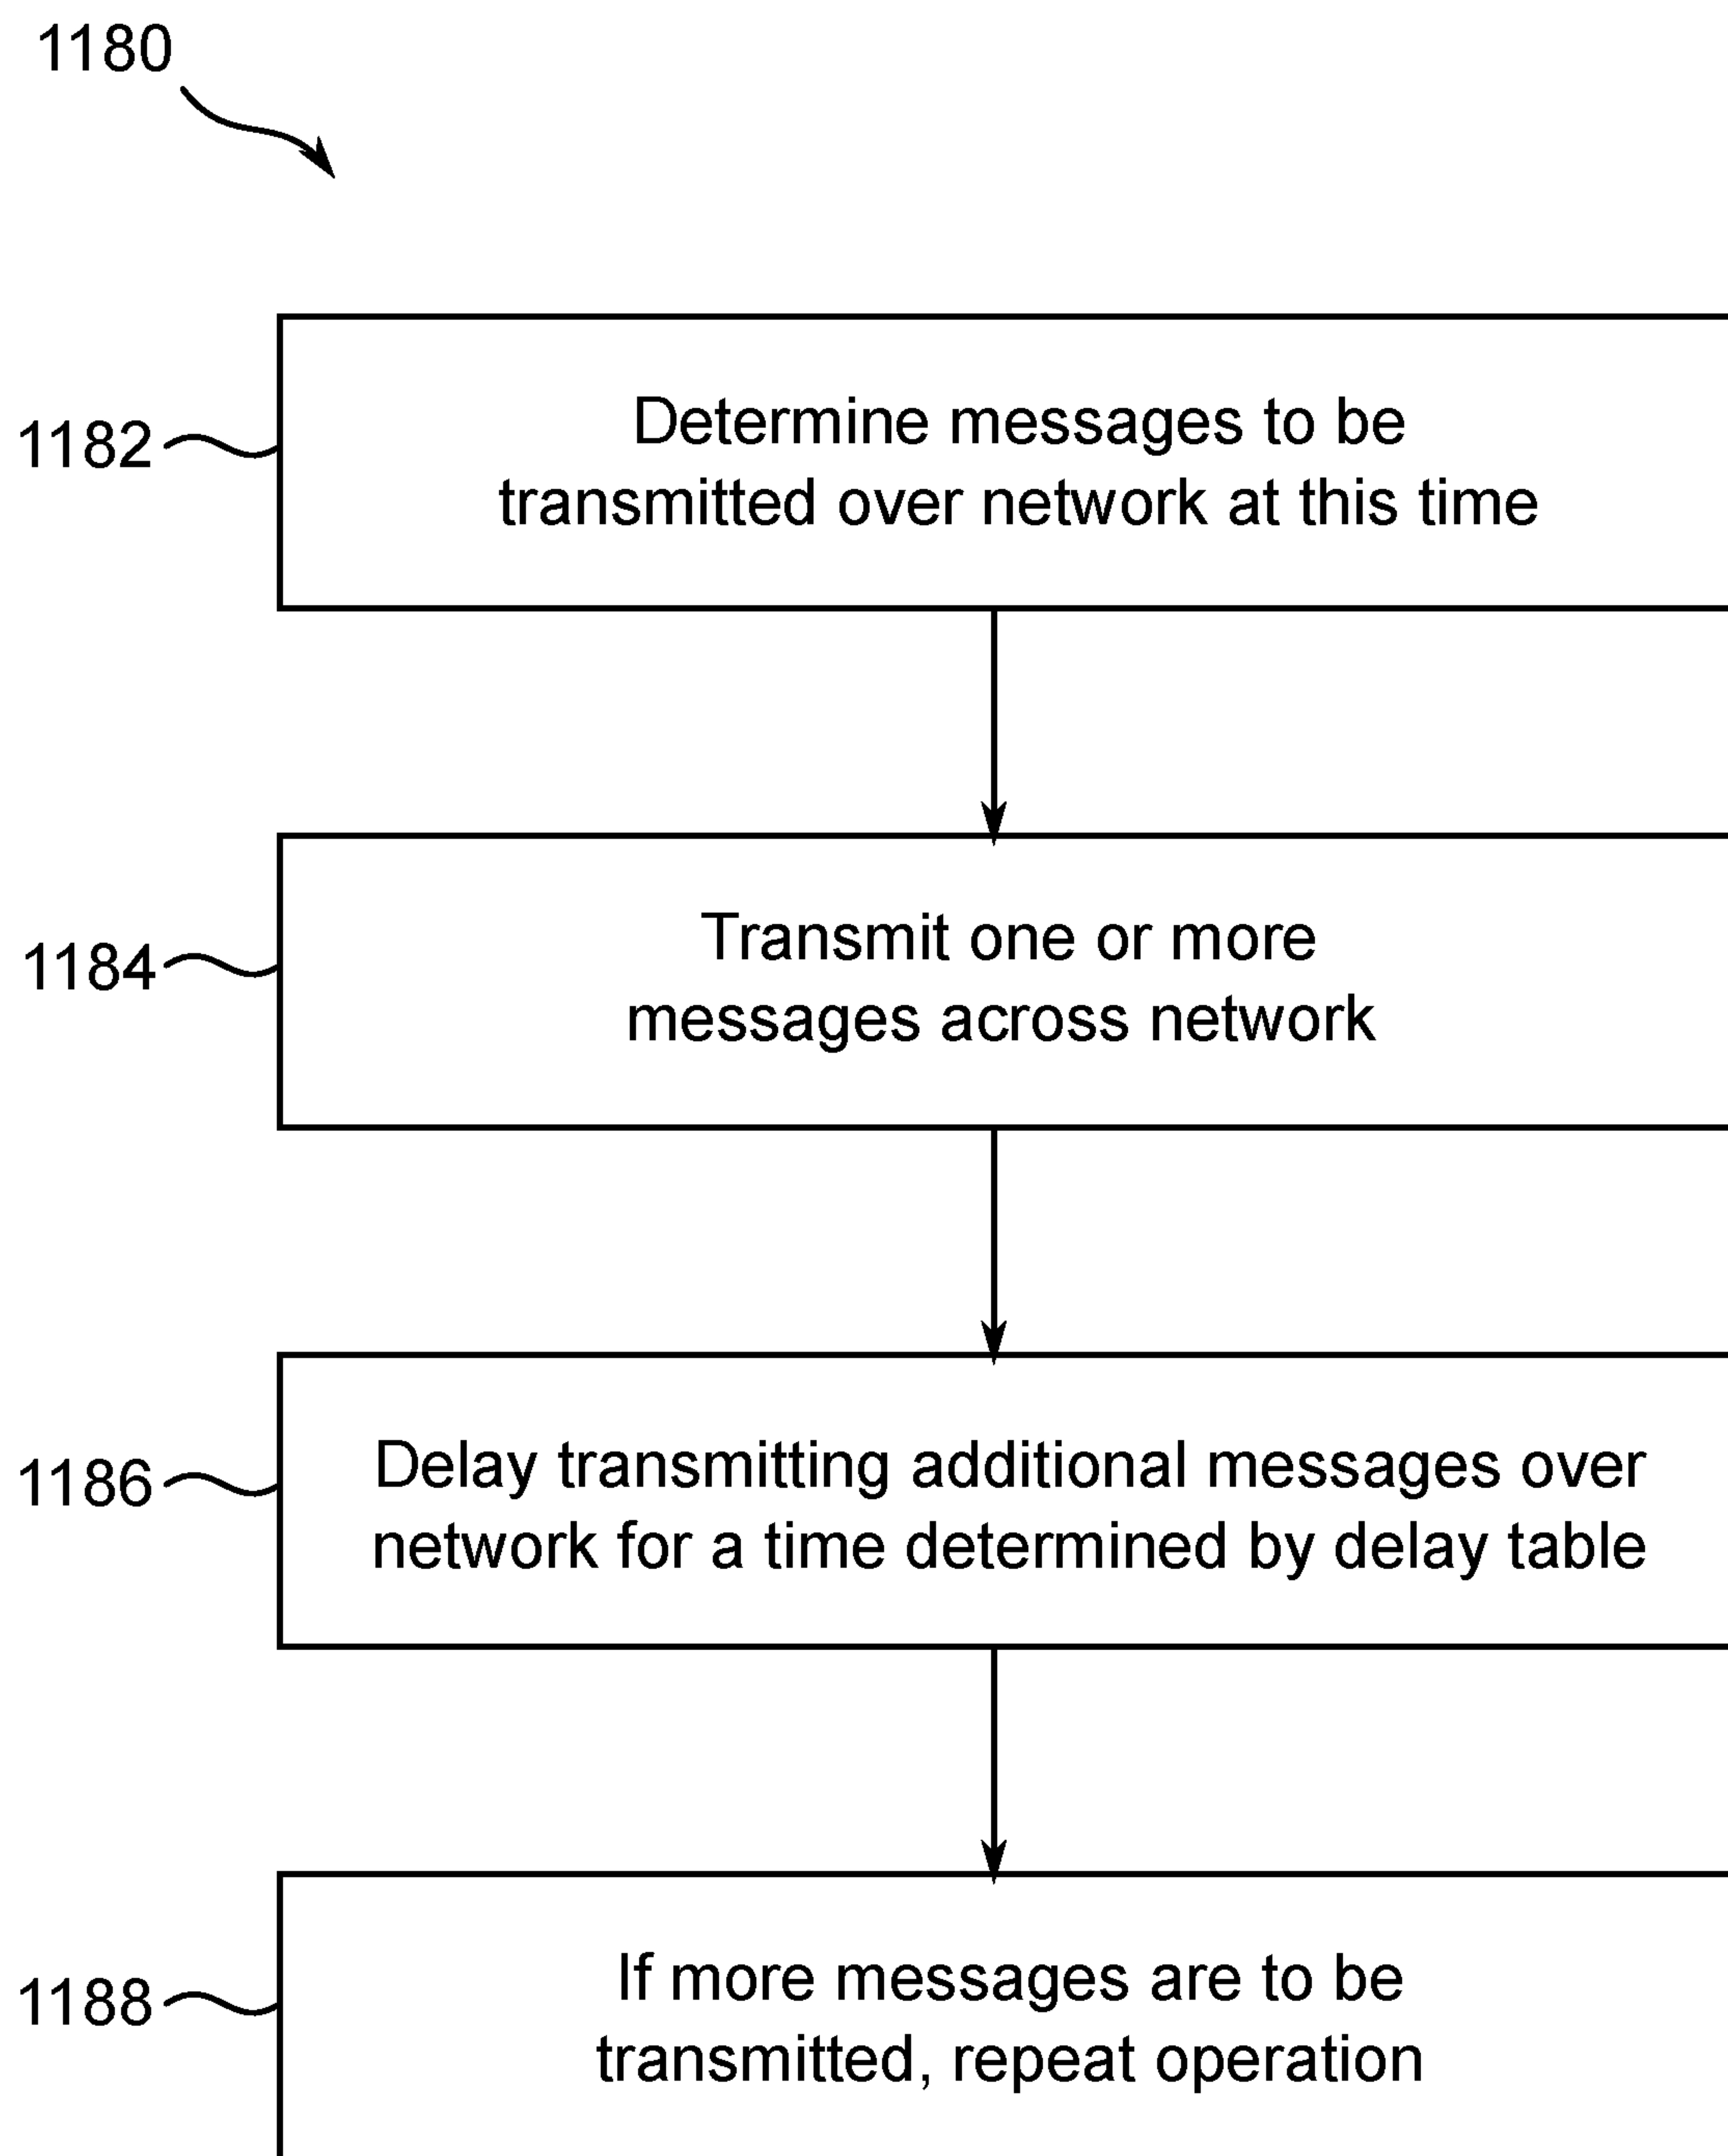 1180
1182
Determine messages to be
transmitted over network at this time
1184
Transmit one or more
messages across network
1186
Delay transmitting additional messages over
network for a time determined by delay table
1188
If more messages are to be
transmitted, repeat operation